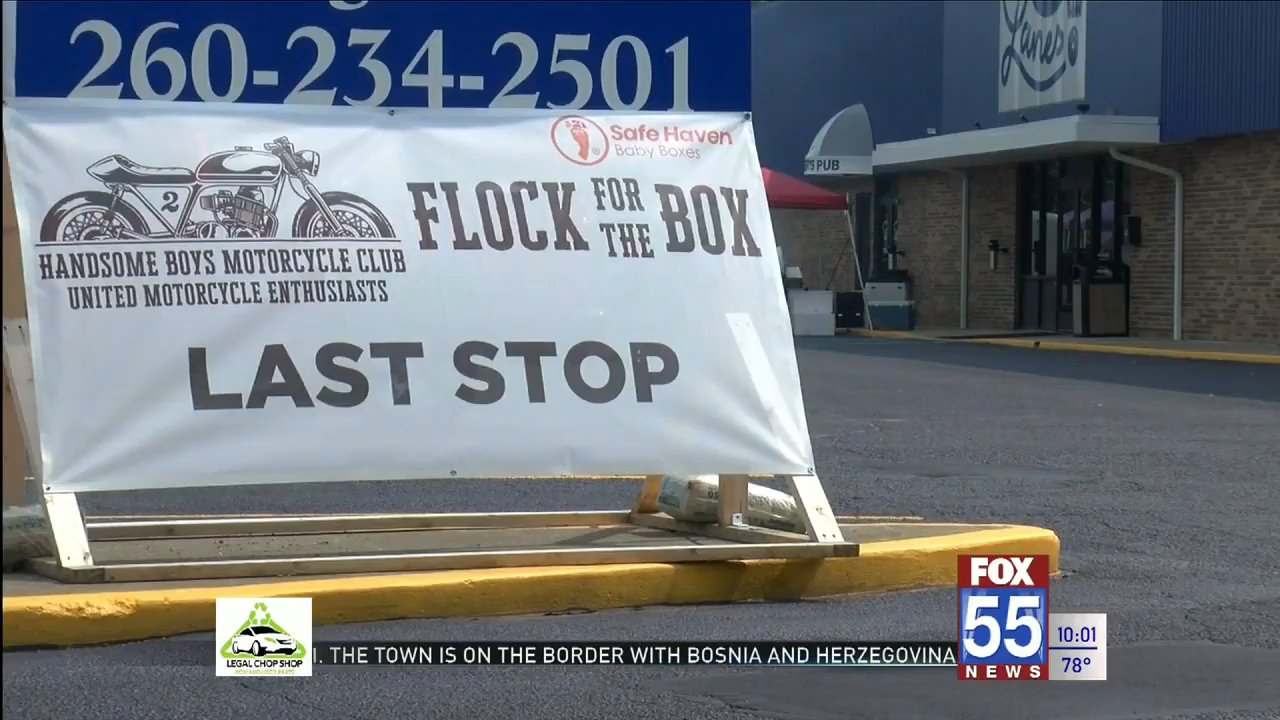 260-234-2501
Lanes
'S PUB
Safe Haven
Baby Boxes
FLOCK FOR THE BOX
2
HANDSOME BOYS MOTORCYCLE CLUB
UNITED MOTORCYCLE ENTHUSIASTS
LAST STOP
FOX
55
NEWS
10:01
78°
LEGAL CHOP SHOP
. THE TOWN IS ON THE BORDER WITH BOSNIA AND HERZEGOVINA